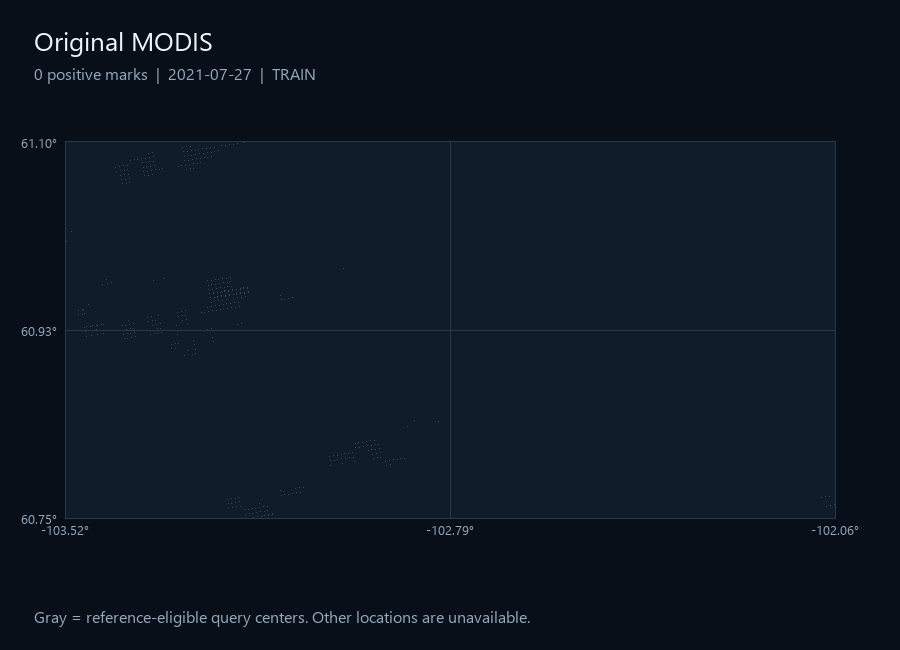 Original MODIS
0 positive marks | 2021-07-27 | TRAIN
61.10°
60.93°
60.75°
-103.52°
-102.79°
-102.06°
Gray = reference-eligible query centers. Other locations are unavailable.